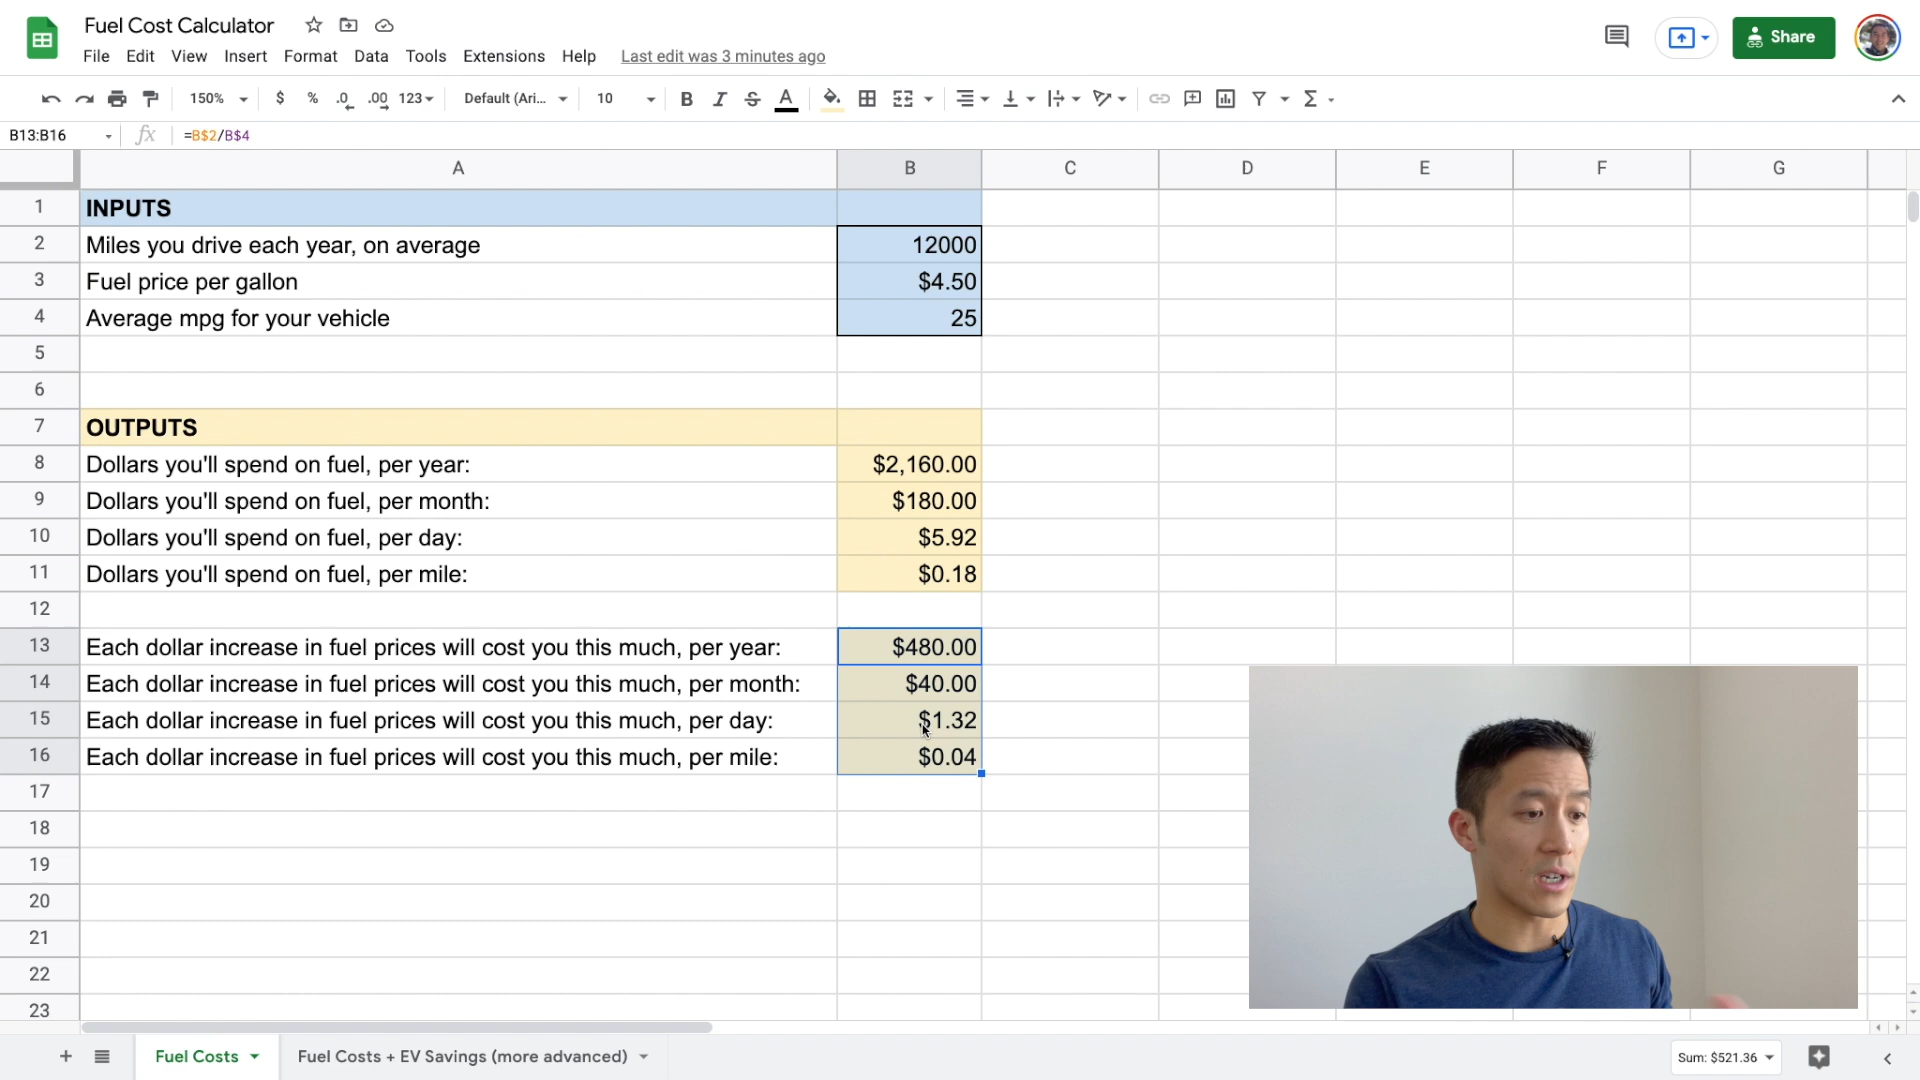 Fuel Cost Calculator
File Edit View Insert Format Data Tools Extensions Help Last edit was 3 minutes ago
Share
150% $ % .0 .00 123 Default (Ari... 10 B I S A
B13:B16 fx =B$2/B$4
A B C D E F G
1 INPUTS
2 Miles you drive each year, on average 12000
3 Fuel price per gallon $4.50
4 Average mpg for your vehicle 25
5
6
7 OUTPUTS
8 Dollars you'll spend on fuel, per year: $2,160.00
9 Dollars you'll spend on fuel, per month: $180.00
10 Dollars you'll spend on fuel, per day: $5.92
11 Dollars you'll spend on fuel, per mile: $0.18
12
13 Each dollar increase in fuel prices will cost you this much, per year: $480.00
14 Each dollar increase in fuel prices will cost you this much, per month: $40.00
15 Each dollar increase in fuel prices will cost you this much, per day: $1.32
16 Each dollar increase in fuel prices will cost you this much, per mile: $0.04
17
18
19
20
21
22
23
+ Fuel Costs Fuel Costs + EV Savings (more advanced) Sum: $521.36